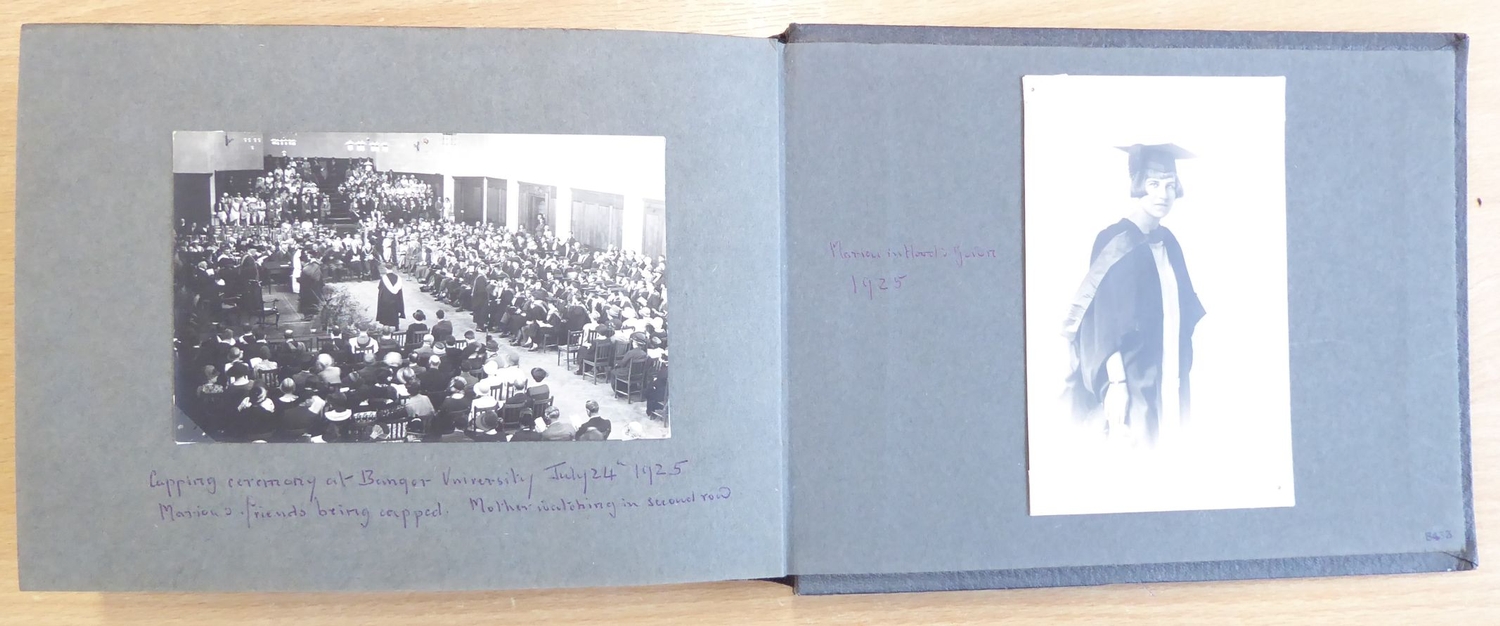 Capping ceremony at Bangor University July 24th 1925
Marion & friends being capped. Mother watching in second row
Marion in Hood & Gown
1925